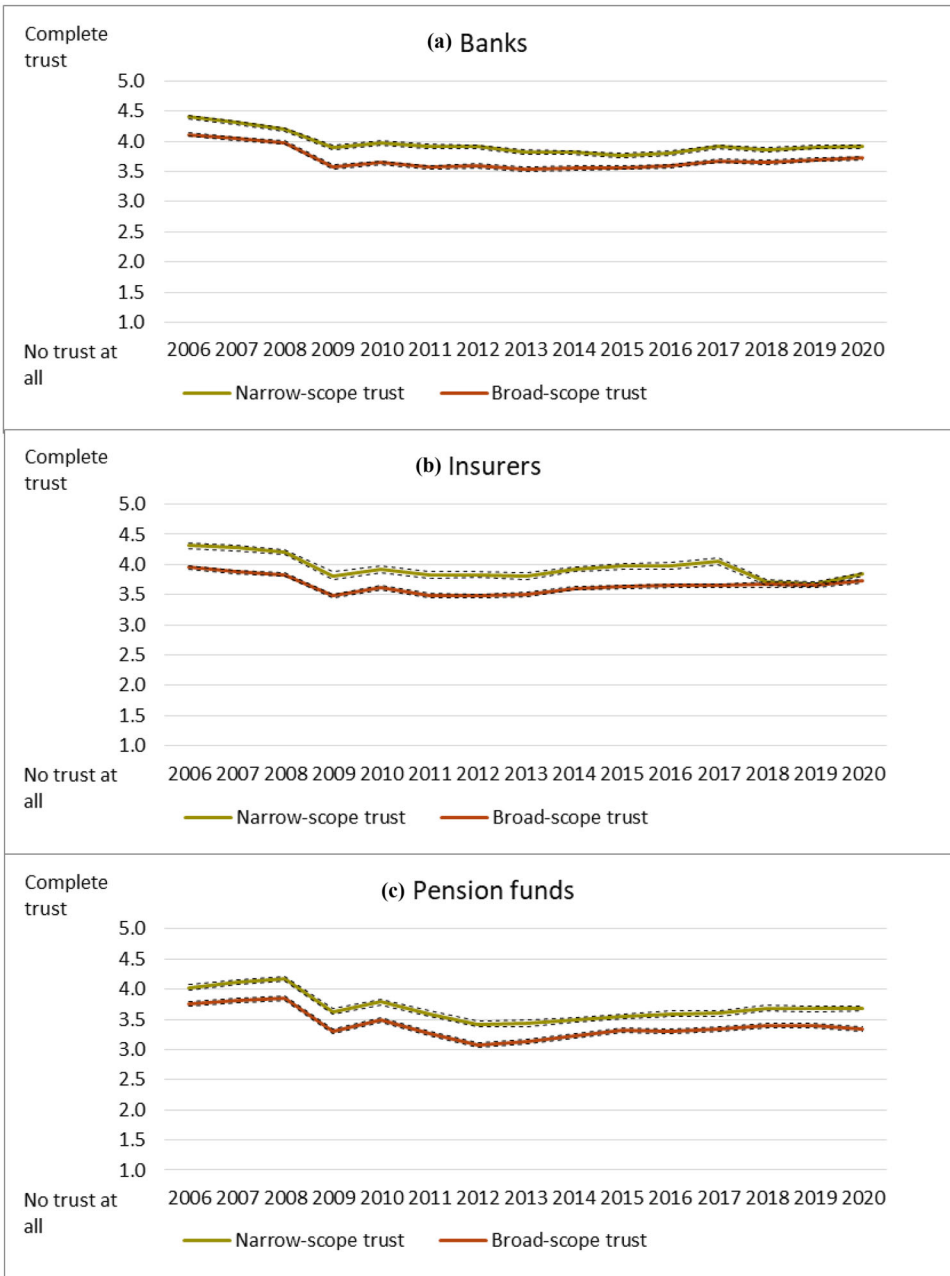 Complete
trust
(a) Banks
5.0
4.5
4.0
3.5
3.0
2.5
2.0
1.5
1.0
No trust at
all
2006 2007 2008 2009 2010 2011 2012 2013 2014 2015 2016 2017 2018 2019 2020
Narrow-scope trust Broad-scope trust
Complete
trust
(b) Insurers
5.0
4.5
4.0
3.5
3.0
2.5
2.0
1.5
1.0
No trust at
all
2006 2007 2008 2009 2010 2011 2012 2013 2014 2015 2016 2017 2018 2019 2020
Narrow-scope trust Broad-scope trust
Complete
trust
(c) Pension funds
5.0
4.5
4.0
3.5
3.0
2.5
2.0
1.5
1.0
No trust at
all
2006 2007 2008 2009 2010 2011 2012 2013 2014 2015 2016 2017 2018 2019 2020
Narrow-scope trust Broad-scope trust